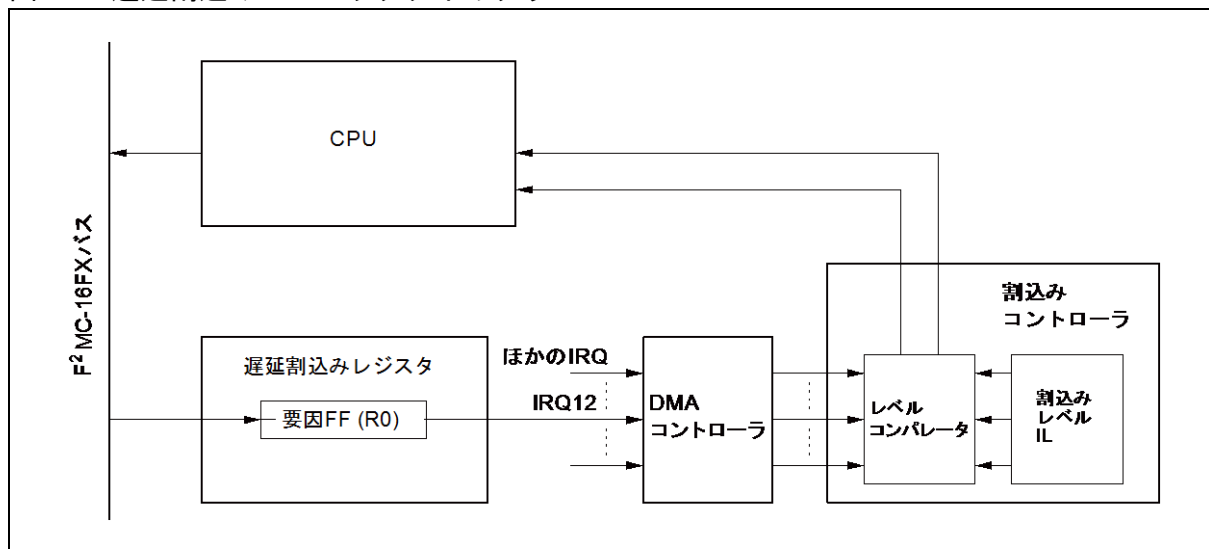 CPU
F²MC-16FXバス
割込み
コントローラ
遅延割込みレジスタ
要因FF (R0)
ほかのIRQ
IRQ12
DMA
コントローラ
レベル
コンパレータ
割込み
レベル
IL